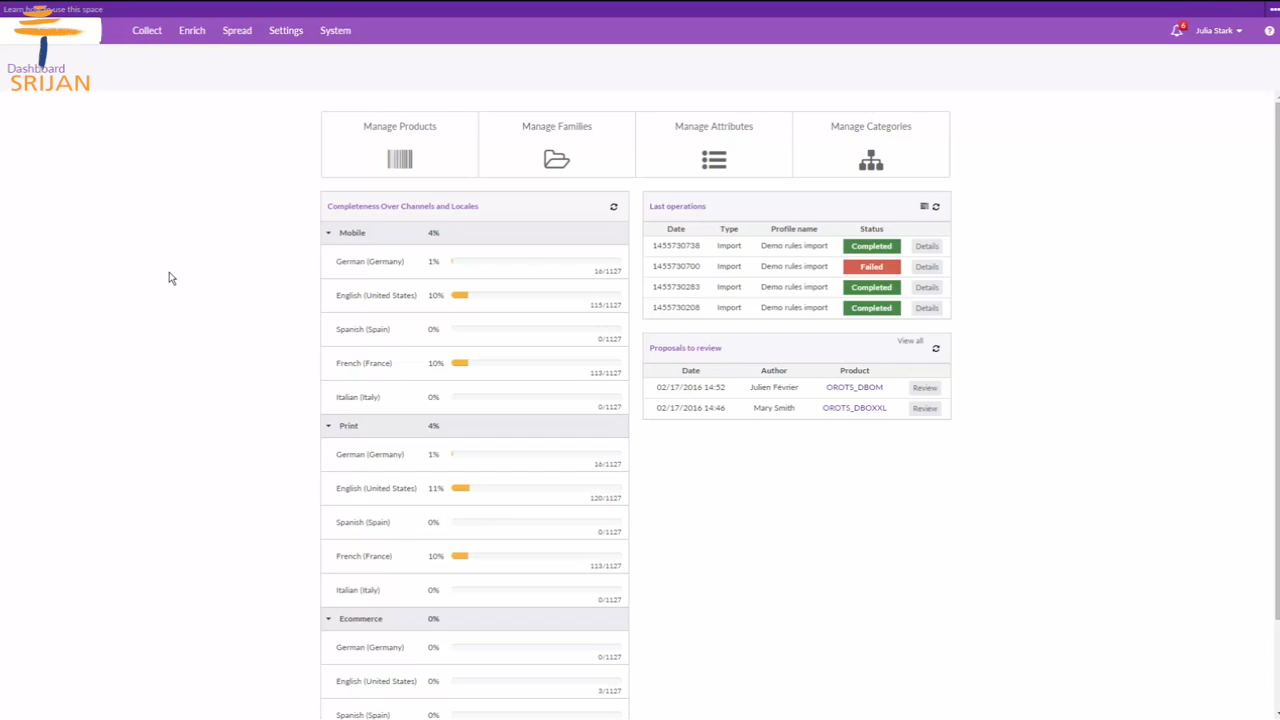 Learn how to use this space
Collect Enrich Spread Settings System
6 Julia Stark
Dashboard
SRIJAN
Manage Products Manage Families Manage Attributes Manage Categories
Completeness Over Channels and Locales
Mobile 4%
German (Germany) 1% 16/1127
English (United States) 10% 115/1127
Spanish (Spain) 0% 0/1127
French (France) 10% 113/1127
Italian (Italy) 0% 0/1127
Print 4%
German (Germany) 1% 16/1127
English (United States) 11% 120/1127
Spanish (Spain) 0% 0/1127
French (France) 10% 113/1127
Italian (Italy) 0% 0/1127
Ecommerce 0%
German (Germany) 0% 0/1127
English (United States) 0% 3/1127
Spanish (Spain) 0%
Last operations
Date Type Profile name Status
1455730738 Import Demo rules import Completed Details
1455730700 Import Demo rules import Failed Details
1455730283 Import Demo rules import Completed Details
1455730208 Import Demo rules import Completed Details
Proposals to review View all
Date Author Product
02/17/2016 14:52 Julien Février OROTS_DBOM Review
02/17/2016 14:46 Mary Smith OROTS_DBOXXL Review